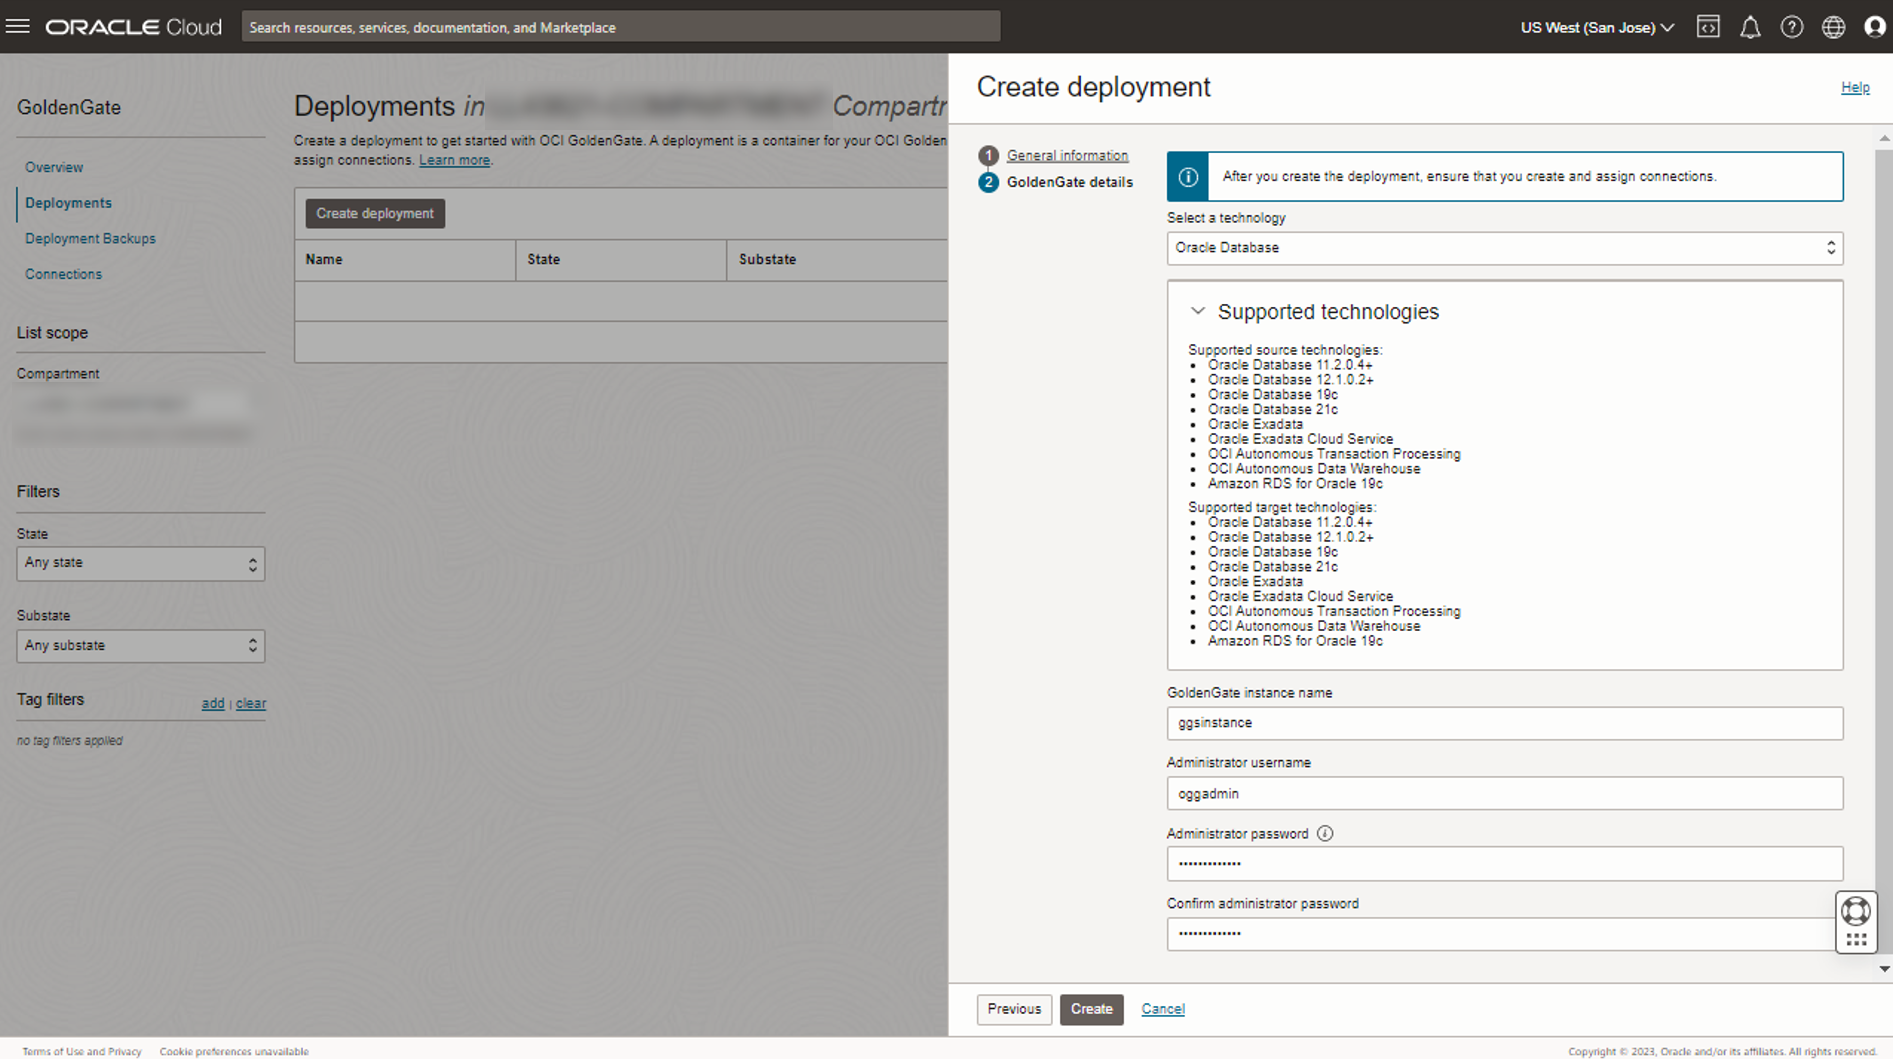 ORACLE Cloud
Search resources, services, documentation, and Marketplace
US West (San Jose)
GoldenGate
Overview
Deployments
Deployment Backups
Connections
List scope
Compartment
Filters
State
Any state
Substate
Any substate
Tag filters
add | clear
no tag filters applied
Deployments in
Create a deployment to get started with OCI GoldenGate. A deployment is a container for your OCI Golden
assign connections. Learn more.
Create deployment
Name State Substate
Create deployment
Help
1 General information
2 GoldenGate details
After you create the deployment, ensure that you create and assign connections.
Select a technology
Oracle Database
Supported technologies
Supported source technologies:
• Oracle Database 11.2.0.4+
• Oracle Database 12.1.0.2+
• Oracle Database 19c
• Oracle Database 21c
• Oracle Exadata
• Oracle Exadata Cloud Service
• OCI Autonomous Transaction Processing
• OCI Autonomous Data Warehouse
• Amazon RDS for Oracle 19c
Supported target technologies:
• Oracle Database 11.2.0.4+
• Oracle Database 12.1.0.2+
• Oracle Database 19c
• Oracle Database 21c
• Oracle Exadata
• Oracle Exadata Cloud Service
• OCI Autonomous Transaction Processing
• OCI Autonomous Data Warehouse
• Amazon RDS for Oracle 19c
GoldenGate instance name
ggsinstance
Administrator username
oggadmin
Administrator password
•••••••••••••
Confirm administrator password
•••••••••••••
Previous
Create
Cancel
Terms of Use and Privacy
Cookie preferences unavailable
Copyright © 2023, Oracle and/or its affiliates. All rights reserved.